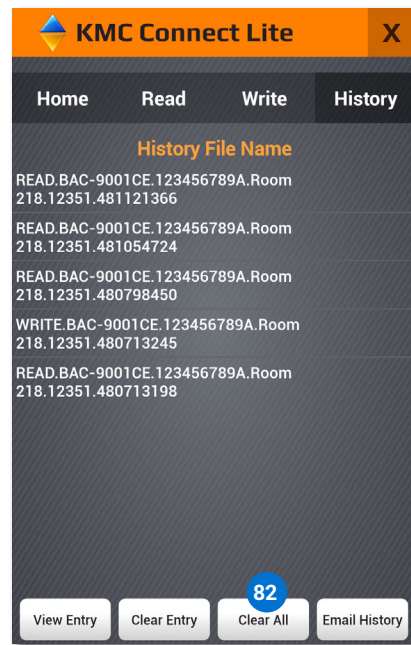 KMC Connect Lite X
Home Read Write History
History File Name
READ.BAC-9001CE.123456789A.Room
218.12351.481121366
READ.BAC-9001CE.123456789A.Room
218.12351.481054724
READ.BAC-9001CE.123456789A.Room
218.12351.480798450
WRITE.BAC-9001CE.123456789A.Room
218.12351.480713245
READ.BAC-9001CE.123456789A.Room
218.12351.480713198
82
View Entry Clear Entry Clear All Email History